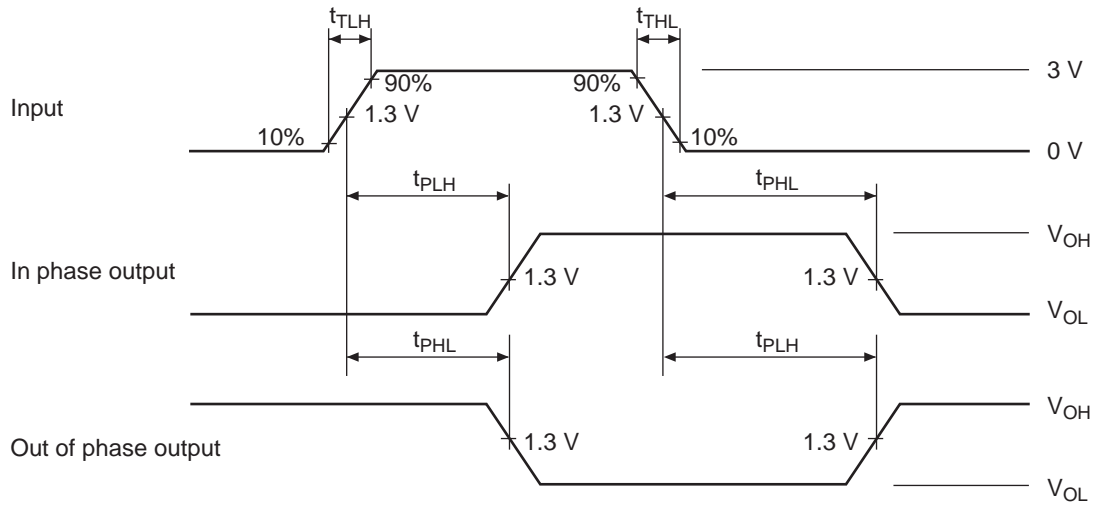 tTLH tTHL
90% 90% 3 V
Input 1.3 V 1.3 V
10% 10% 0 V
tPLH tPHL
VOH
In phase output 1.3 V 1.3 V
VOL
tPHL tPLH
VOH
Out of phase output 1.3 V 1.3 V
VOL